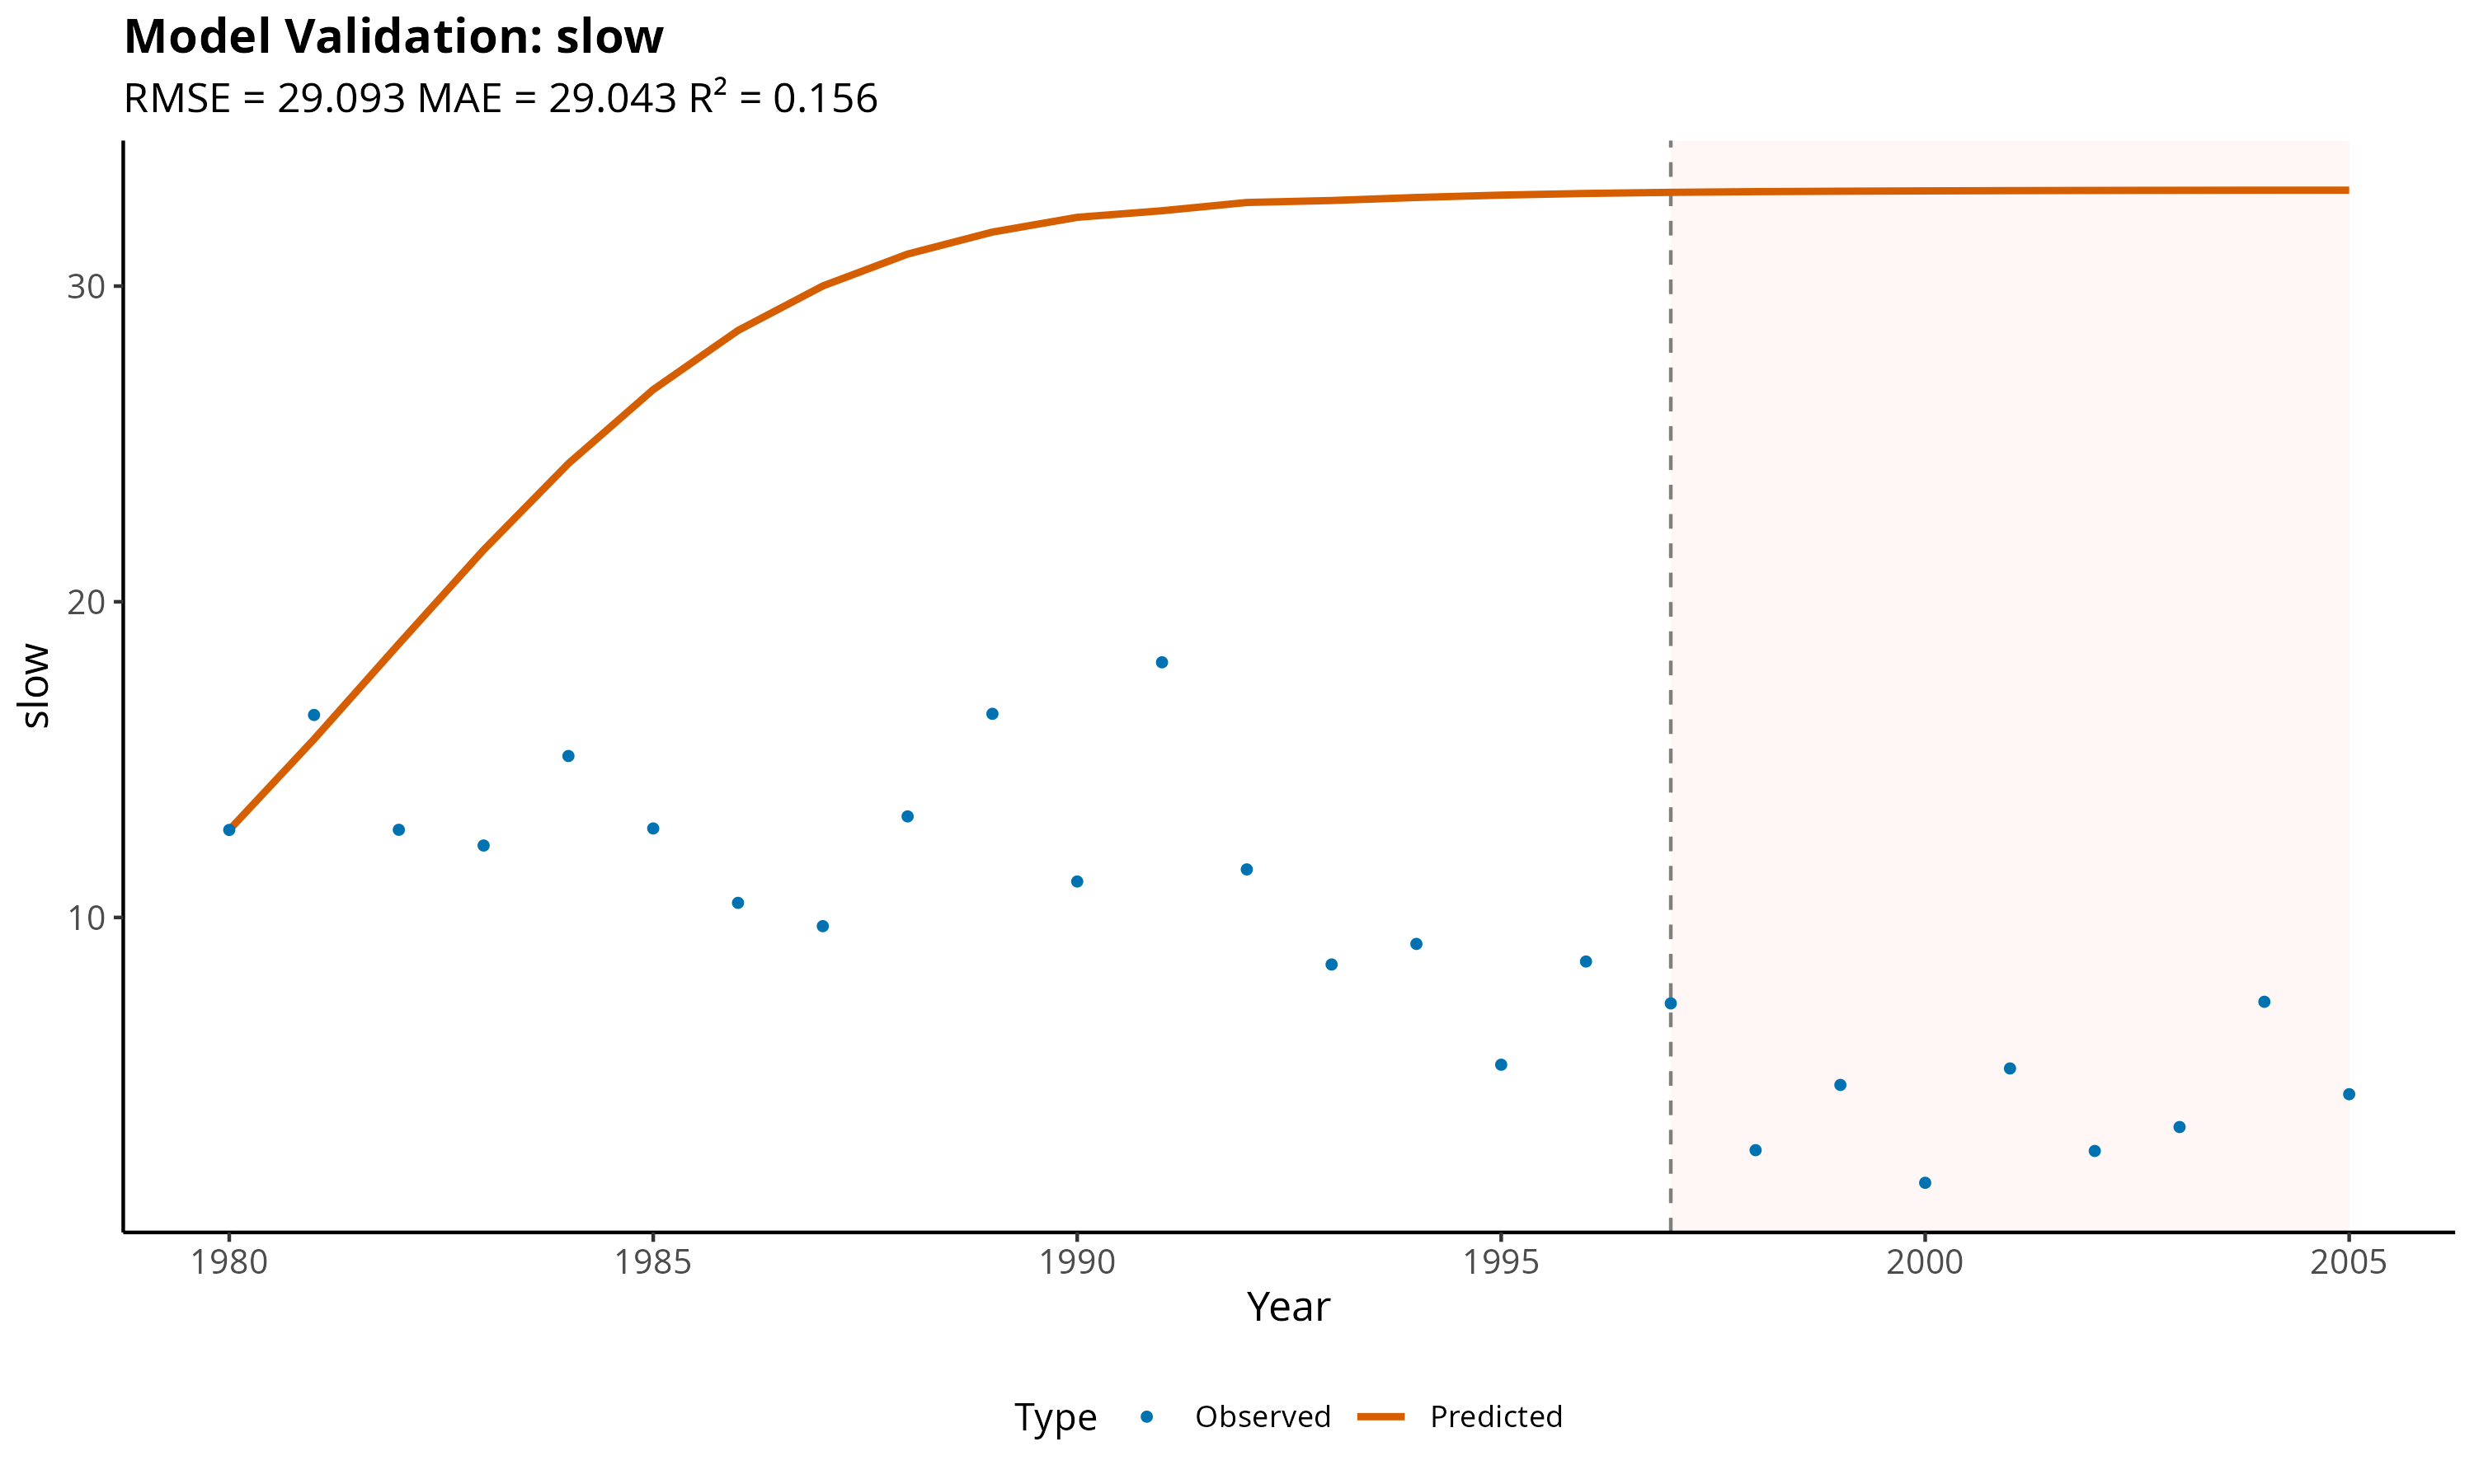 Model Validation: slow
RMSE = 29.093 MAE = 29.043 R² = 0.156
30
20
10
slow
1980 1985 1990 1995 2000 2005
Year
Type Observed Predicted